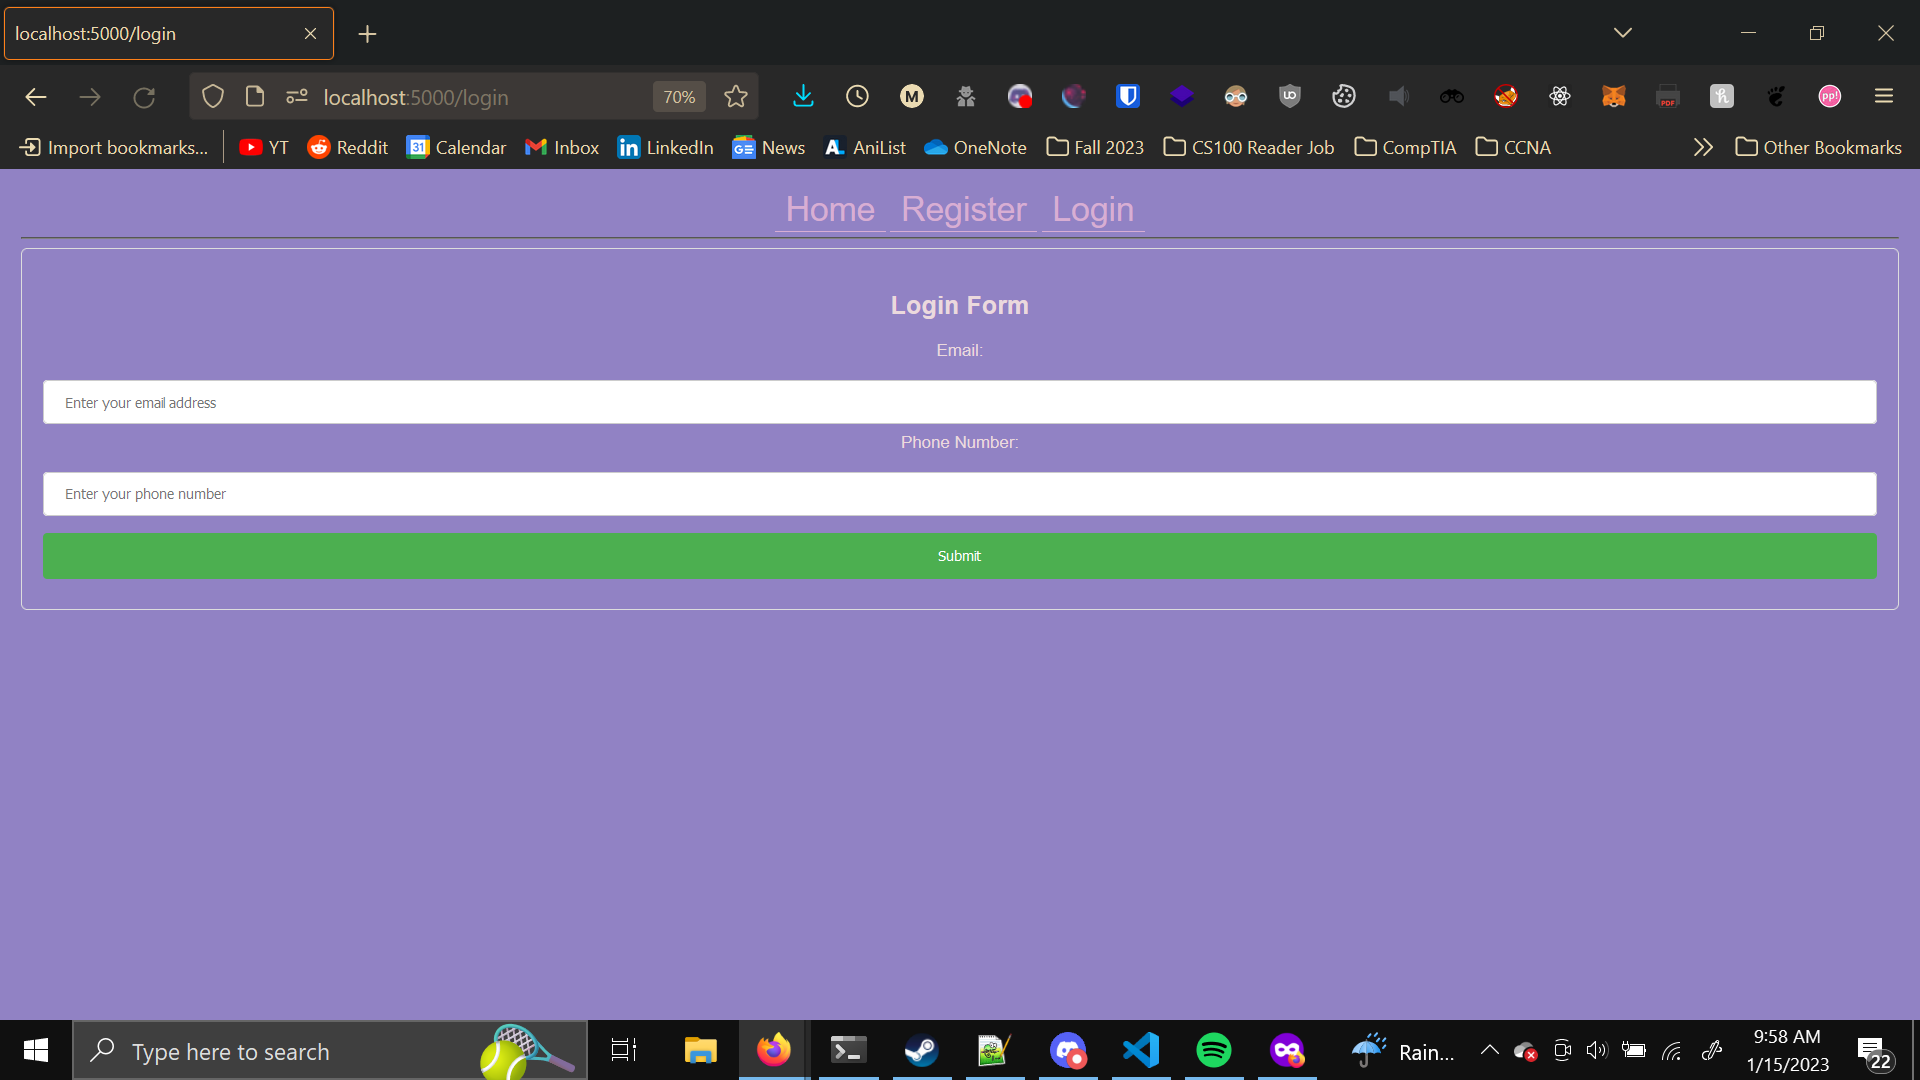 localhost:5000/login
localhost:5000/login
70%
Import bookmarks... YT Reddit Calendar Inbox LinkedIn News AniList OneNote Fall 2023 CS100 Reader Job CompTIA CCNA Other Bookmarks
Home Register Login
Login Form
Email:
Enter your email address
Phone Number:
Enter your phone number
Submit
Type here to search
Rain...
9:58 AM
1/15/2023
22